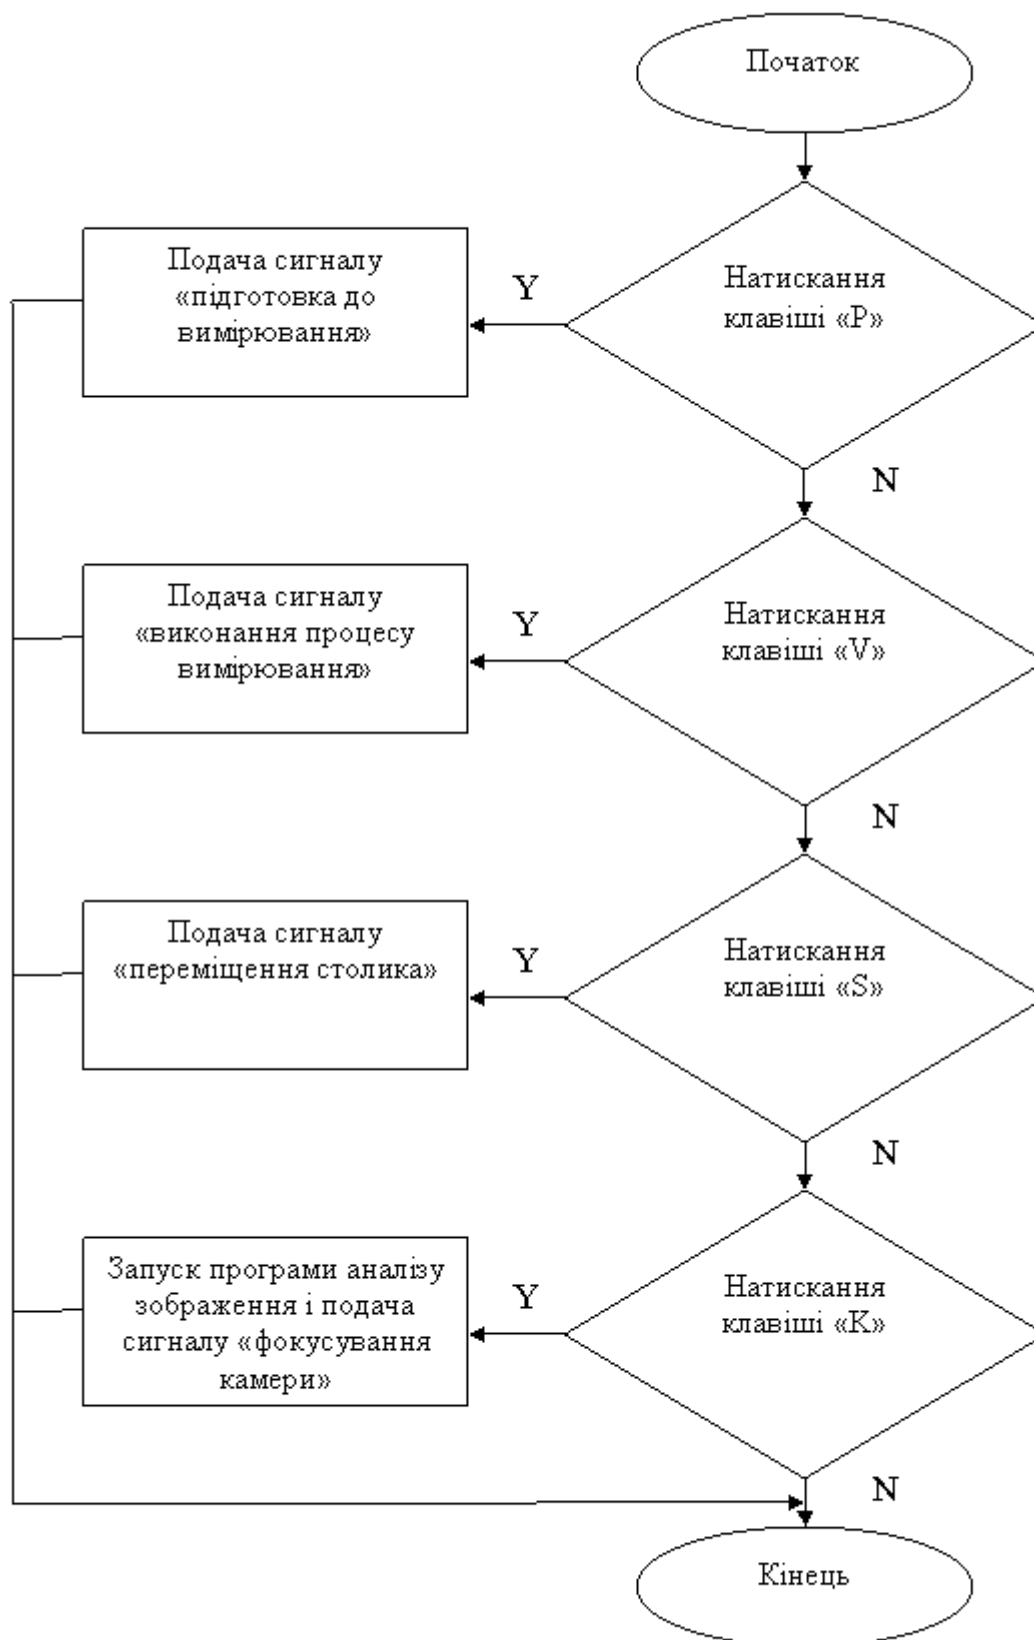 Початок
Натискання
клавіші «P»
Y
Подача сигналу
«підготовка до
вимірювання»
N
Натискання
клавіші «V»
Y
Подача сигналу
«виконання процесу
вимірювання»
N
Натискання
клавіші «S»
Y
Подача сигналу
«переміщення столика»
N
Натискання
клавіші «K»
Y
Запуск програми аналізу
зображення і подача
сигналу «фокусування
камери»
N
Кінець